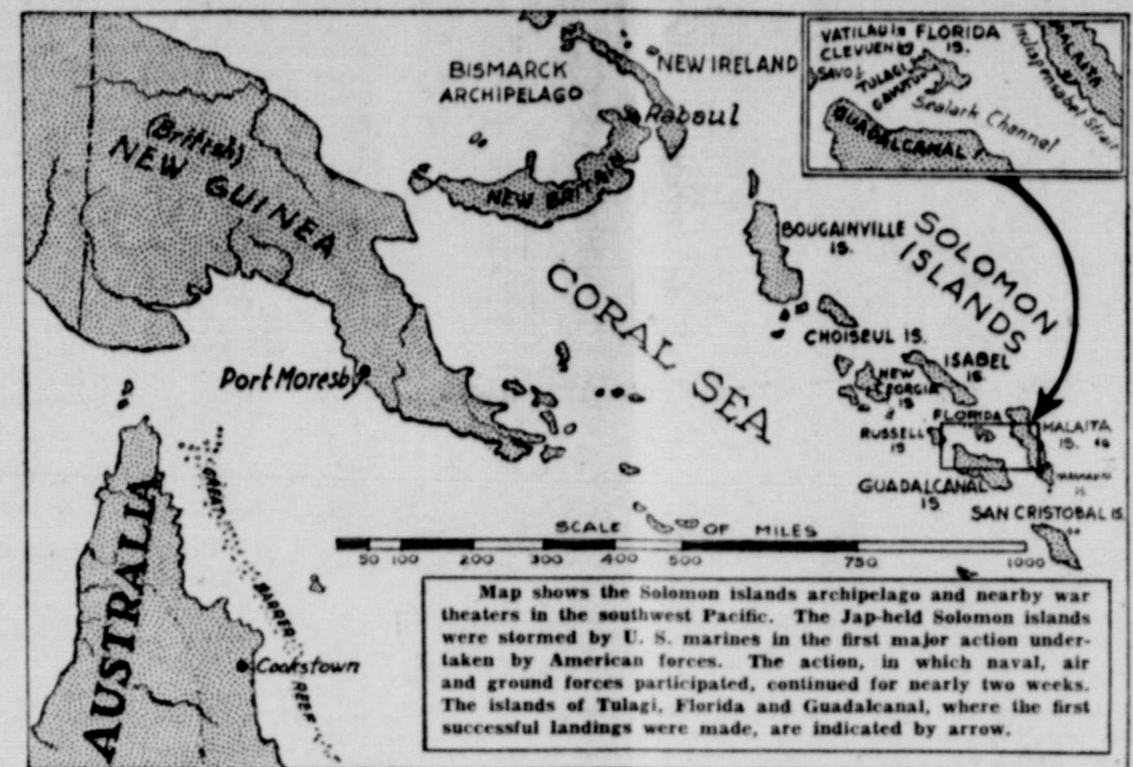 BISMARCK
ARCHIPELAGO
NEW IRELAND
Rabaul
NEW BRITAIN
(British)
NEW GUINEA
VATILAU IS FLORIDA
IS.
CLEVUEN
SAVO
TULAGI
GAVUTU
MALAITA
Sealark Channel
Strait
GUADALCANAL
BOUGAINVILLE
IS.
SOLOMON
ISLANDS
CORAL SEA
CHOISEUL IS.
ISABEL
IS.
NEW
GEORGIA
IS
Port Moresby
FLORIDA
RUSSELL
IS
MALAITA
IS.
GUADALCANAL
IS.
SAN CRISTOBAL IS.
AUSTRALIA
GREAT
BARRER
REEF
Cookstown
SCALE OF MILES
50 100 200 300 400 500 750 1000
Map shows the Solomon islands archipelago and nearby war
theaters in the southwest Pacific. The Jap-held Solomon islands
were stormed by U. S. marines in the first major action under-
taken by American forces. The action, in which naval, air
and ground forces participated, continued for nearly two weeks.
The islands of Tulagi, Florida and Guadalcanal, where the first
successful landings were made, are indicated by arrow.